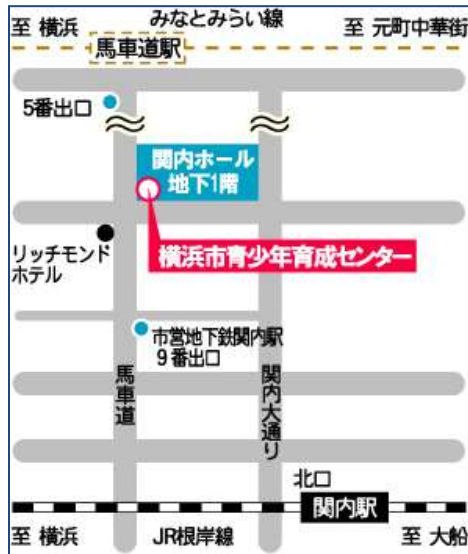 みなとみらい線
至 横浜
至 元町中華街
馬車道駅
5番出口
関内ホール
地下1階
横浜市青少年育成センター
リッチモンド
ホテル
市営地下鉄関内駅
9番出口
馬車道
関内大通り
北口
関内駅
至 横浜
JR根岸線
至 大船